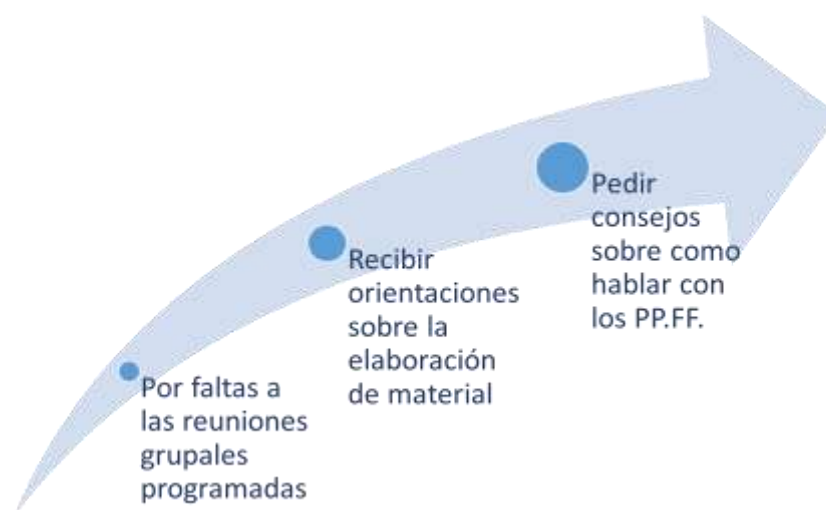 Por faltas a
las reuniones
grupales
programadas
Recibir
orientaciones
sobre la
elaboración
de material
Pedir
consejos
sobre como
hablar con
los PP.FF.